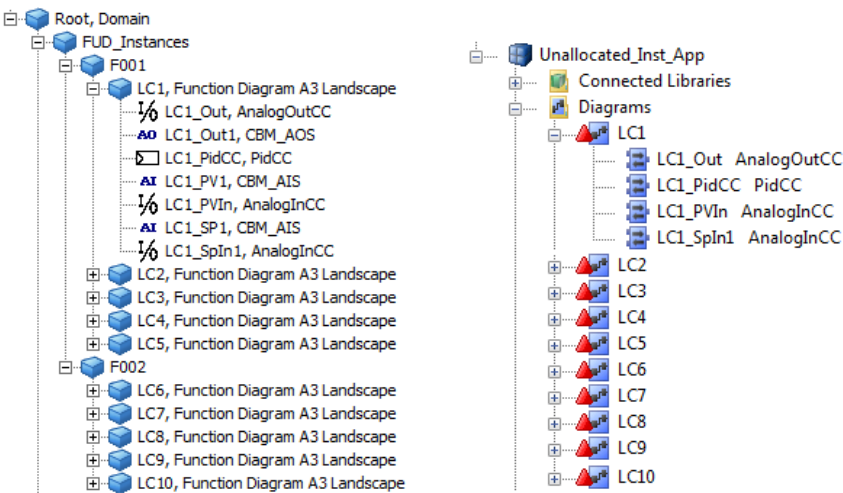 Root, Domain
FUD_Instances
F001
LC1, Function Diagram A3 Landscape
I/O LC1_Out, AnalogOutCC
AO LC1_Out1, CBM_AOS
LC1_PidCC, PidCC
AI LC1_PV1, CBM_AIS
I/O LC1_PVIn, AnalogInCC
AI LC1_SP1, CBM_AIS
I/O LC1_SpIn1, AnalogInCC
LC2, Function Diagram A3 Landscape
LC3, Function Diagram A3 Landscape
LC4, Function Diagram A3 Landscape
LC5, Function Diagram A3 Landscape
F002
LC6, Function Diagram A3 Landscape
LC7, Function Diagram A3 Landscape
LC8, Function Diagram A3 Landscape
LC9, Function Diagram A3 Landscape
LC10, Function Diagram A3 Landscape
Unallocated_Inst_App
Connected Libraries
Diagrams
LC1
LC1_Out AnalogOutCC
LC1_PidCC PidCC
LC1_PVIn AnalogInCC
LC1_SpIn1 AnalogInCC
LC2
LC3
LC4
LC5
LC6
LC7
LC8
LC9
LC10